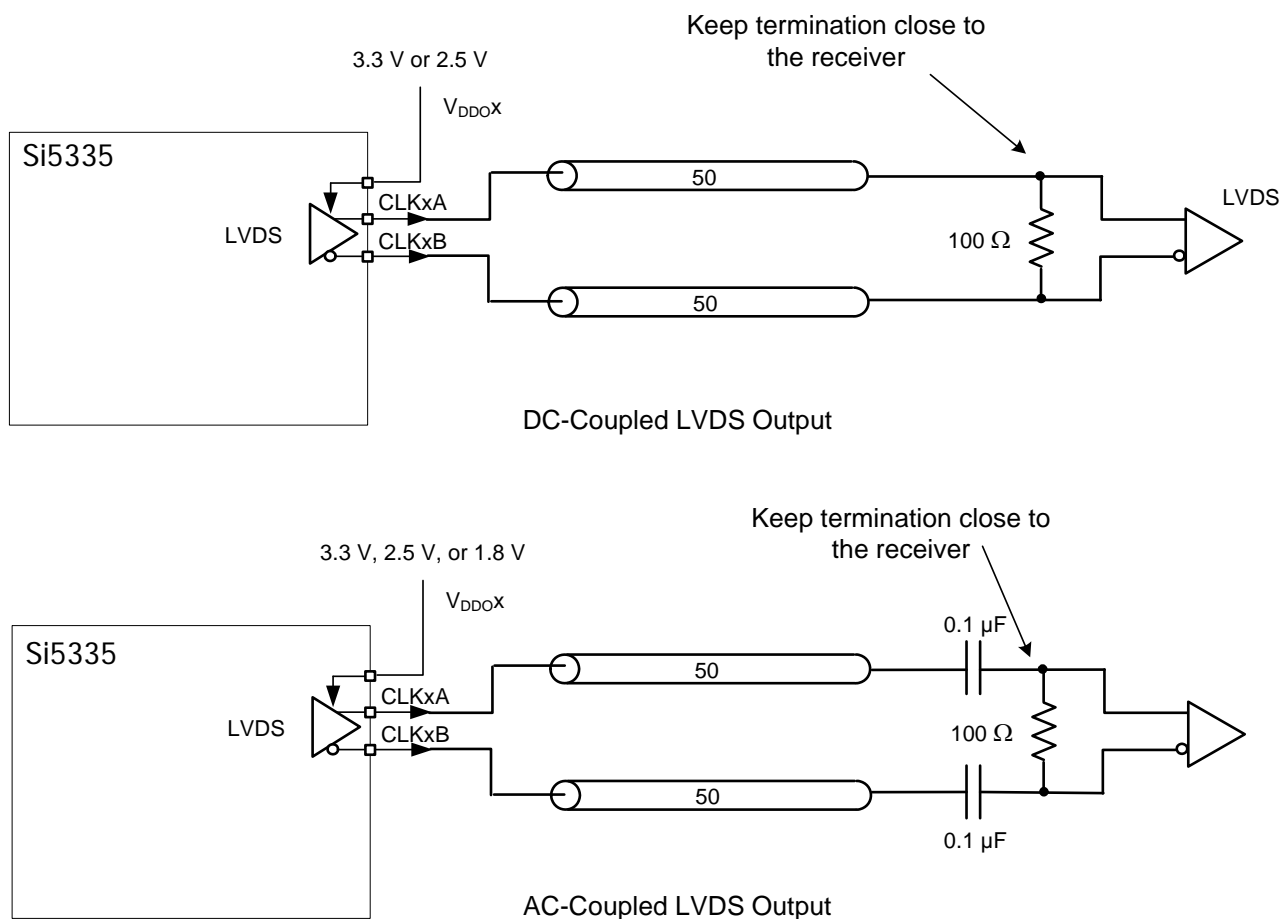 Keep termination close to
the receiver
3.3 V or 2.5 V
VDDOX
Si5335
LVDS
CLKxA
CLKxB
50
50
100 Ω
LVDS
DC-Coupled LVDS Output
Keep termination close to
the receiver
3.3 V, 2.5 V, or 1.8 V
VDDOX
Si5335
LVDS
CLKxA
CLKxB
50
50
0.1 µF
100 Ω
0.1 µF
AC-Coupled LVDS Output